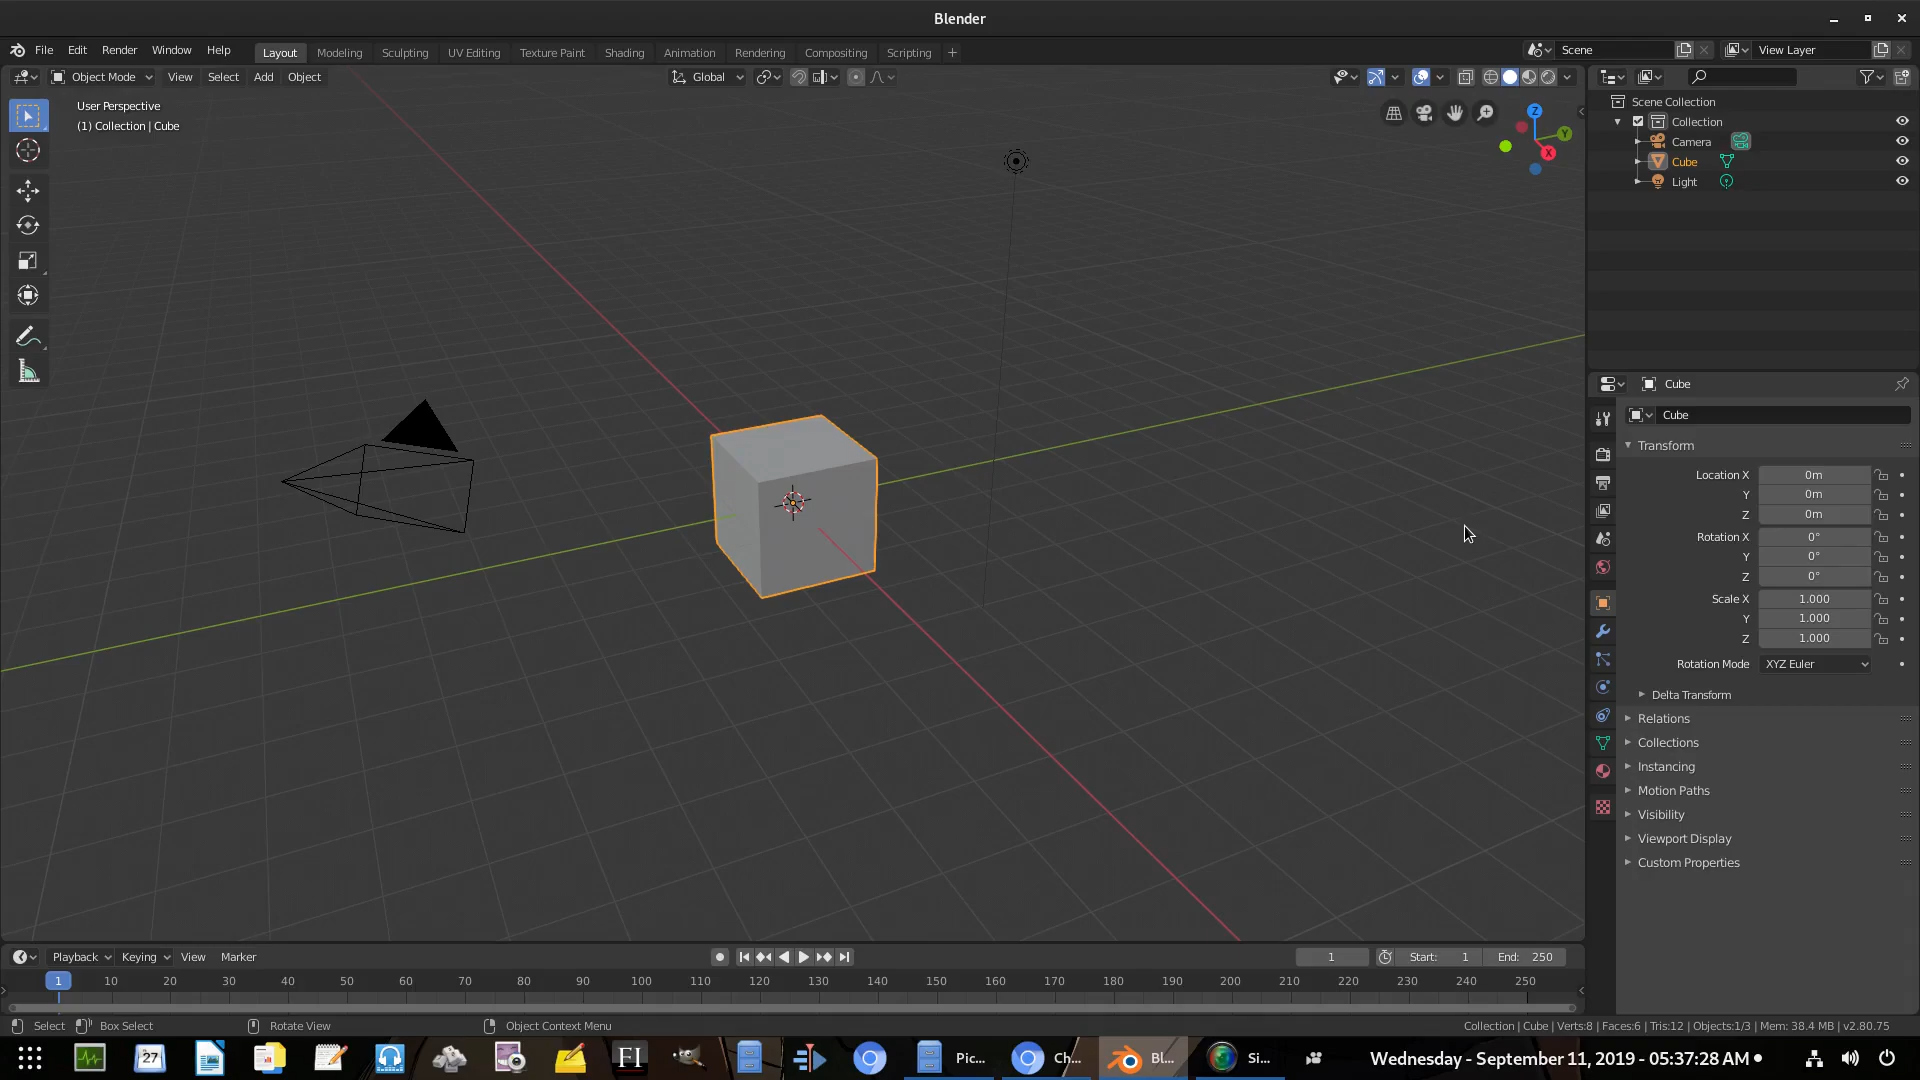 Blender
File Edit Render Window Help
Layout Modeling Sculpting UV Editing Texture Paint Shading Animation Rendering Compositing Scripting +
Scene
View Layer
Object Mode View Select Add Object
Global
User Perspective
(1) Collection | Cube
Z
Y
X
Scene Collection
Collection
Camera
Cube
Light
Cube
Cube
Transform
Location X 0m
Y 0m
Z 0m
Rotation X 0°
Y 0°
Z 0°
Scale X 1.000
Y 1.000
Z 1.000
Rotation Mode XYZ Euler
Delta Transform
Relations
Collections
Instancing
Motion Paths
Visibility
Viewport Display
Custom Properties
Playback Keying View Marker
1 Start: 1 End: 250
1 10 20 30 40 50 60 70 80 90 100 110 120 130 140 150 160 170 180 190 200 210 220 230 240 250
Select Box Select Rotate View Object Context Menu
Collection | Cube | Verts:8 | Faces:6 | Tris:12 | Objects:1/3 | Mem: 38.4 MB | v2.80.75
27 FI Pic... Ch... Bl... Si... Wednesday - September 11, 2019 - 05:37:28 AM